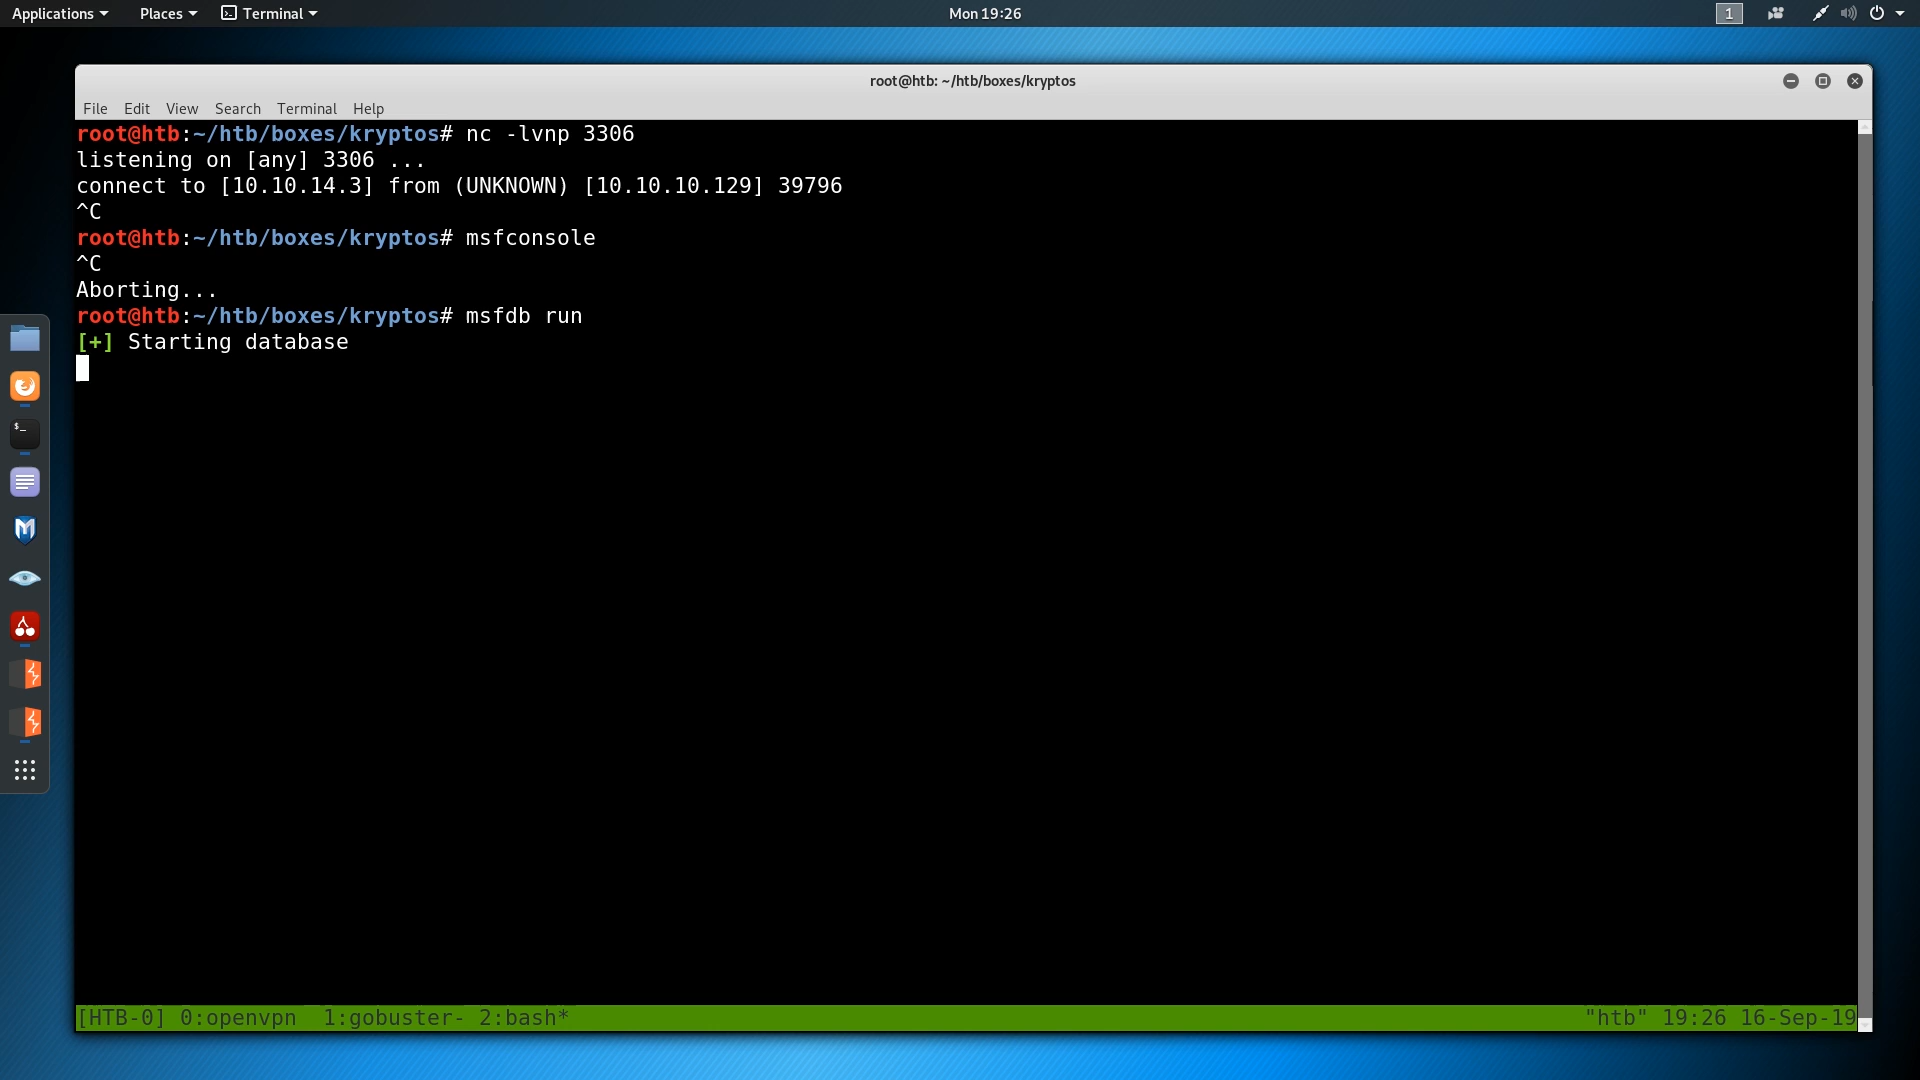 Applications Places Terminal Mon 19:26 1
root@htb: ~/htb/boxes/kryptos
File Edit View Search Terminal Help
root@htb:~/htb/boxes/kryptos# nc -lvnp 3306
listening on [any] 3306 ...
connect to [10.10.14.3] from (UNKNOWN) [10.10.10.129] 39796
^C
root@htb:~/htb/boxes/kryptos# msfconsole
^C
Aborting...
root@htb:~/htb/boxes/kryptos# msfdb run
[+] Starting database
[HTB-0] 0:openvpn  1:gobuster- 2:bash* "htb" 19:26 16-Sep-19